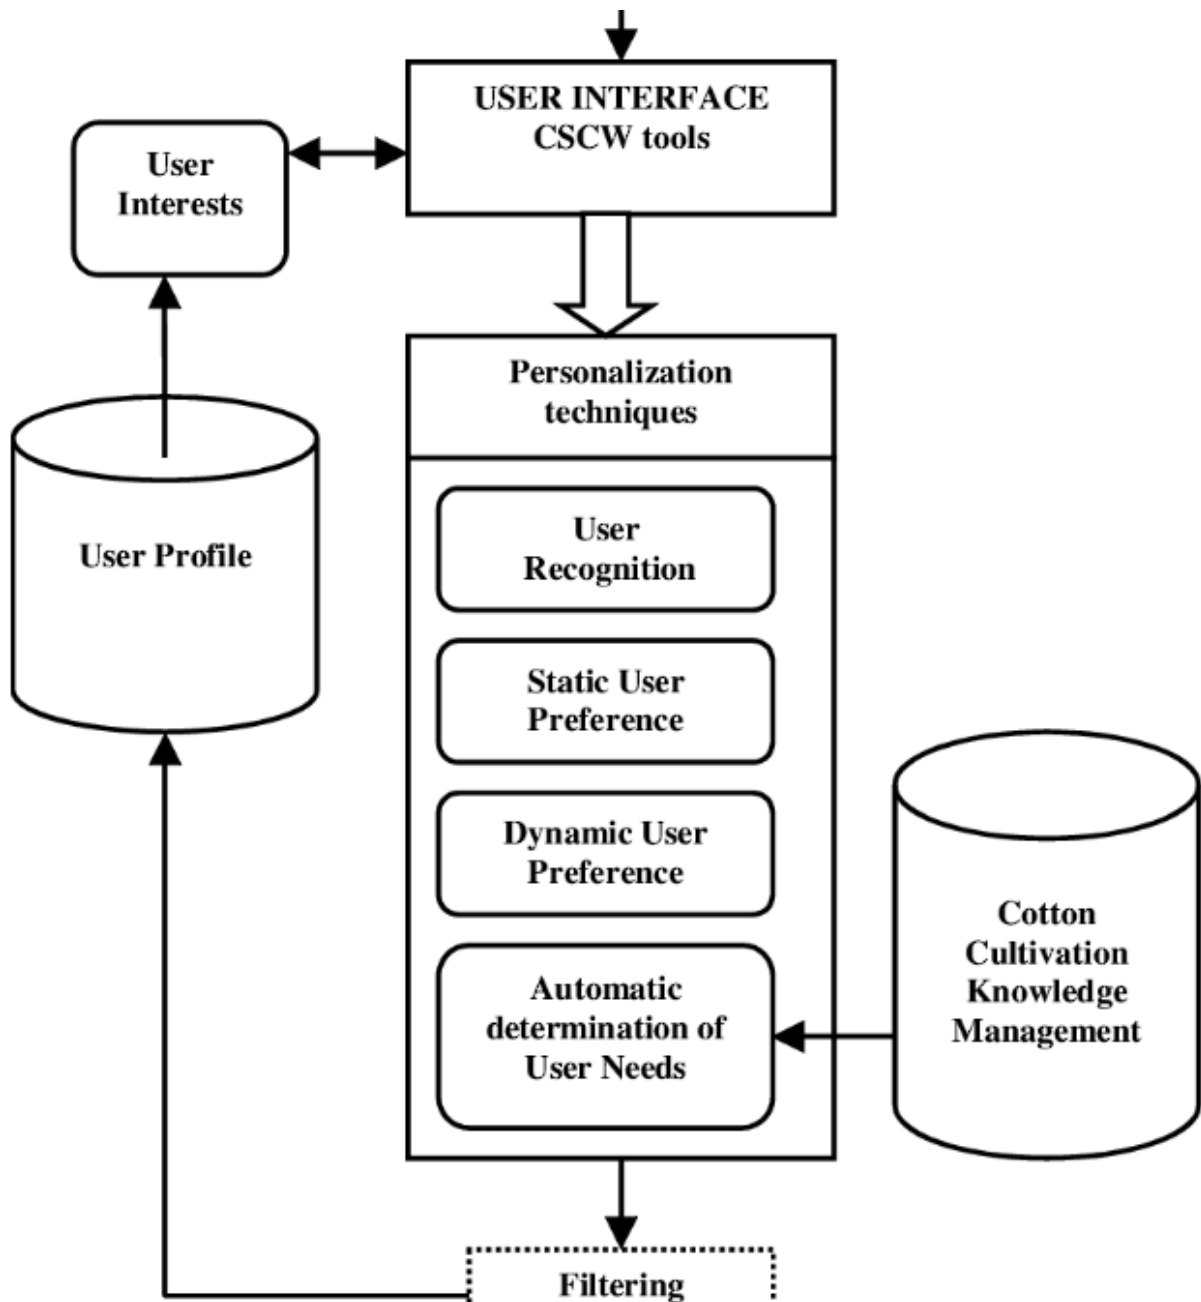 USER INTERFACE
CSCW tools
User
Interests
Personalization
techniques
User Profile
User
Recognition
Static User
Preference
Dynamic User
Preference
Automatic
determination of
User Needs
Cotton
Cultivation
Knowledge
Management
Filtering